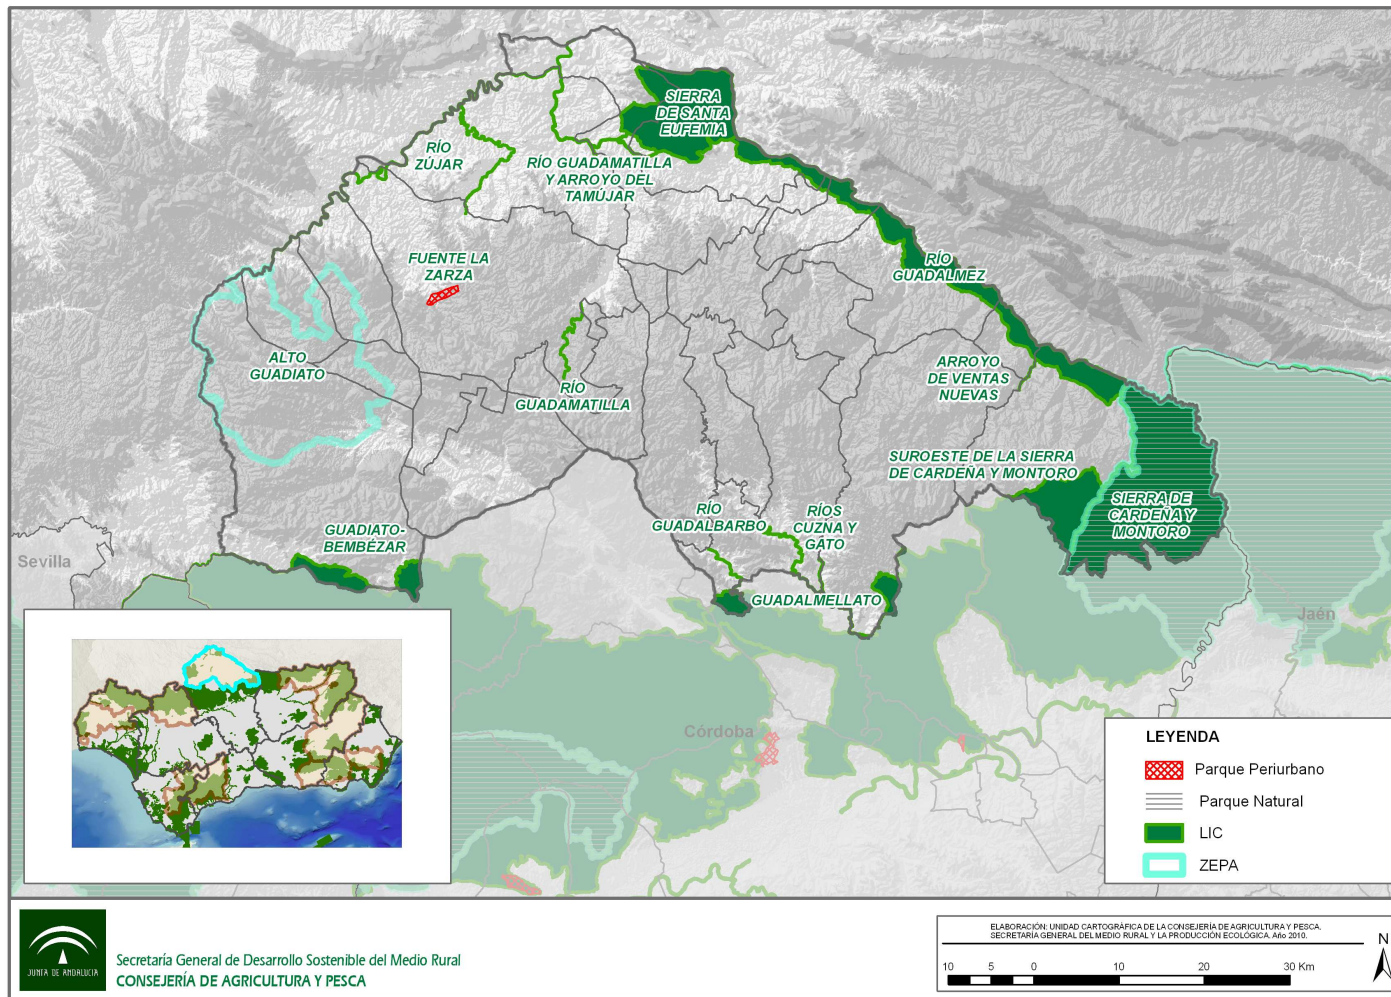 SIERRA
DE SANTA
EUFEMIA
RÍO
ZÚJAR
RÍO GUADAMATILLA
Y ARROYO DEL
TAMÚJAR
FUENTE LA
ZARZA
RÍO
GUADALMEZ
ALTO
GUADIATO
RÍO
GUADAMATILLA
ARROYO
DE VENTAS
NUEVAS
SUROESTE DE LA SIERRA
DE CARDEÑA Y MONTORO
SIERRA DE
CARDEÑA Y
MONTORO
GUADIATO-
BEMBÉZAR
RÍO
GUADALBARBO
RÍOS
CUZNA Y
GATO
GUADALMELLATO
Sevilla
Jaén
Córdoba
LEYENDA
Parque Periurbano
Parque Natural
LIC
ZEPA
JUNTA DE ANDALUCIA
Secretaría General de Desarrollo Sostenible del Medio Rural
CONSEJERÍA DE AGRICULTURA Y PESCA
ELABORACIÓN: UNIDAD CARTOGRÁFICA DE LA CONSEJERÍA DE AGRICULTURA Y PESCA.
SECRETARÍA GENERAL DEL MEDIO RURAL Y LA PRODUCCIÓN ECOLÓGICA. Año 2010.
10 5 0 10 20 30 Km
N